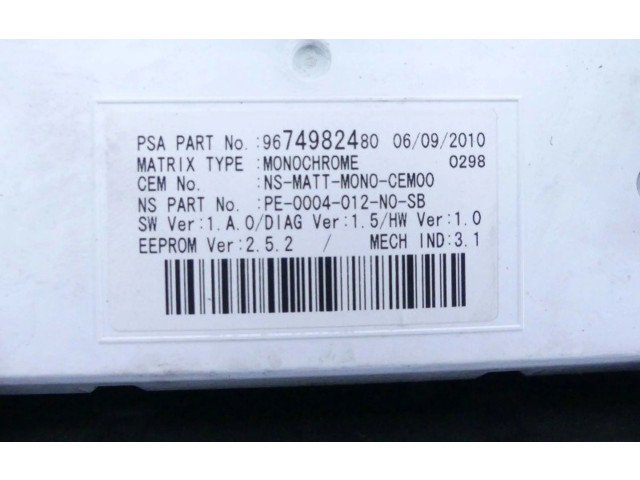 PSA PART No.:9674982480 06/09/2010
MATRIX TYPE:MONOCHROME 0298
CEM No. :NS-MATT-MONO-CEM00
NS PART No. :PE-0004-012-N0-SB
SW Ver:1.A.0/DIAG Ver:1.5/HW Ver:1.0
EEPROM Ver:2.5.2 / MECH IND:3.1